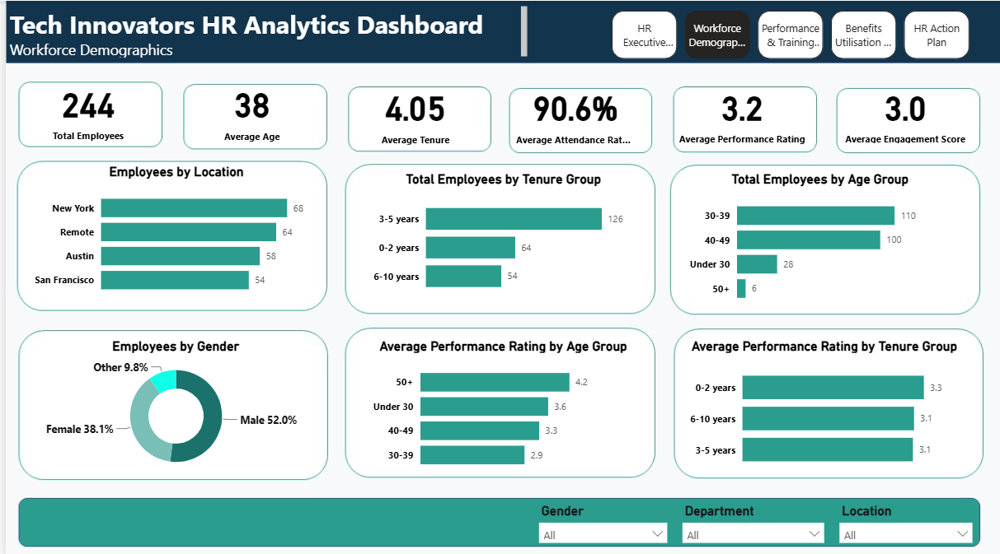 Tech Innovators HR Analytics Dashboard
Workforce Demographics
HR
Executive...
Workforce
Demograp...
Performance
& Training..
Benefits
Utilisation ...
HR Action
Plan
244
Total Employees
38
Average Age
4.05
Average Tenure
90.6%
Average Attendance Rat...
3.2
Average Performance Rating
3.0
Average Engagement Score
Employees by Location
New York 68
Remote 64
Austin 58
San Francisco 54
Total Employees by Tenure Group
3-5 years 126
0-2 years 64
6-10 years 54
Total Employees by Age Group
30-39 110
40-49 100
Under 30 28
50+ 6
Employees by Gender
Other 9.8%
Female 38.1%
Male 52.0%
Average Performance Rating by Age Group
50+ 4.2
Under 30 3.6
40-49 3.3
30-39 2.9
Average Performance Rating by Tenure Group
0-2 years 3.3
6-10 years 3.1
3-5 years 3.1
Gender
All
Department
All
Location
All